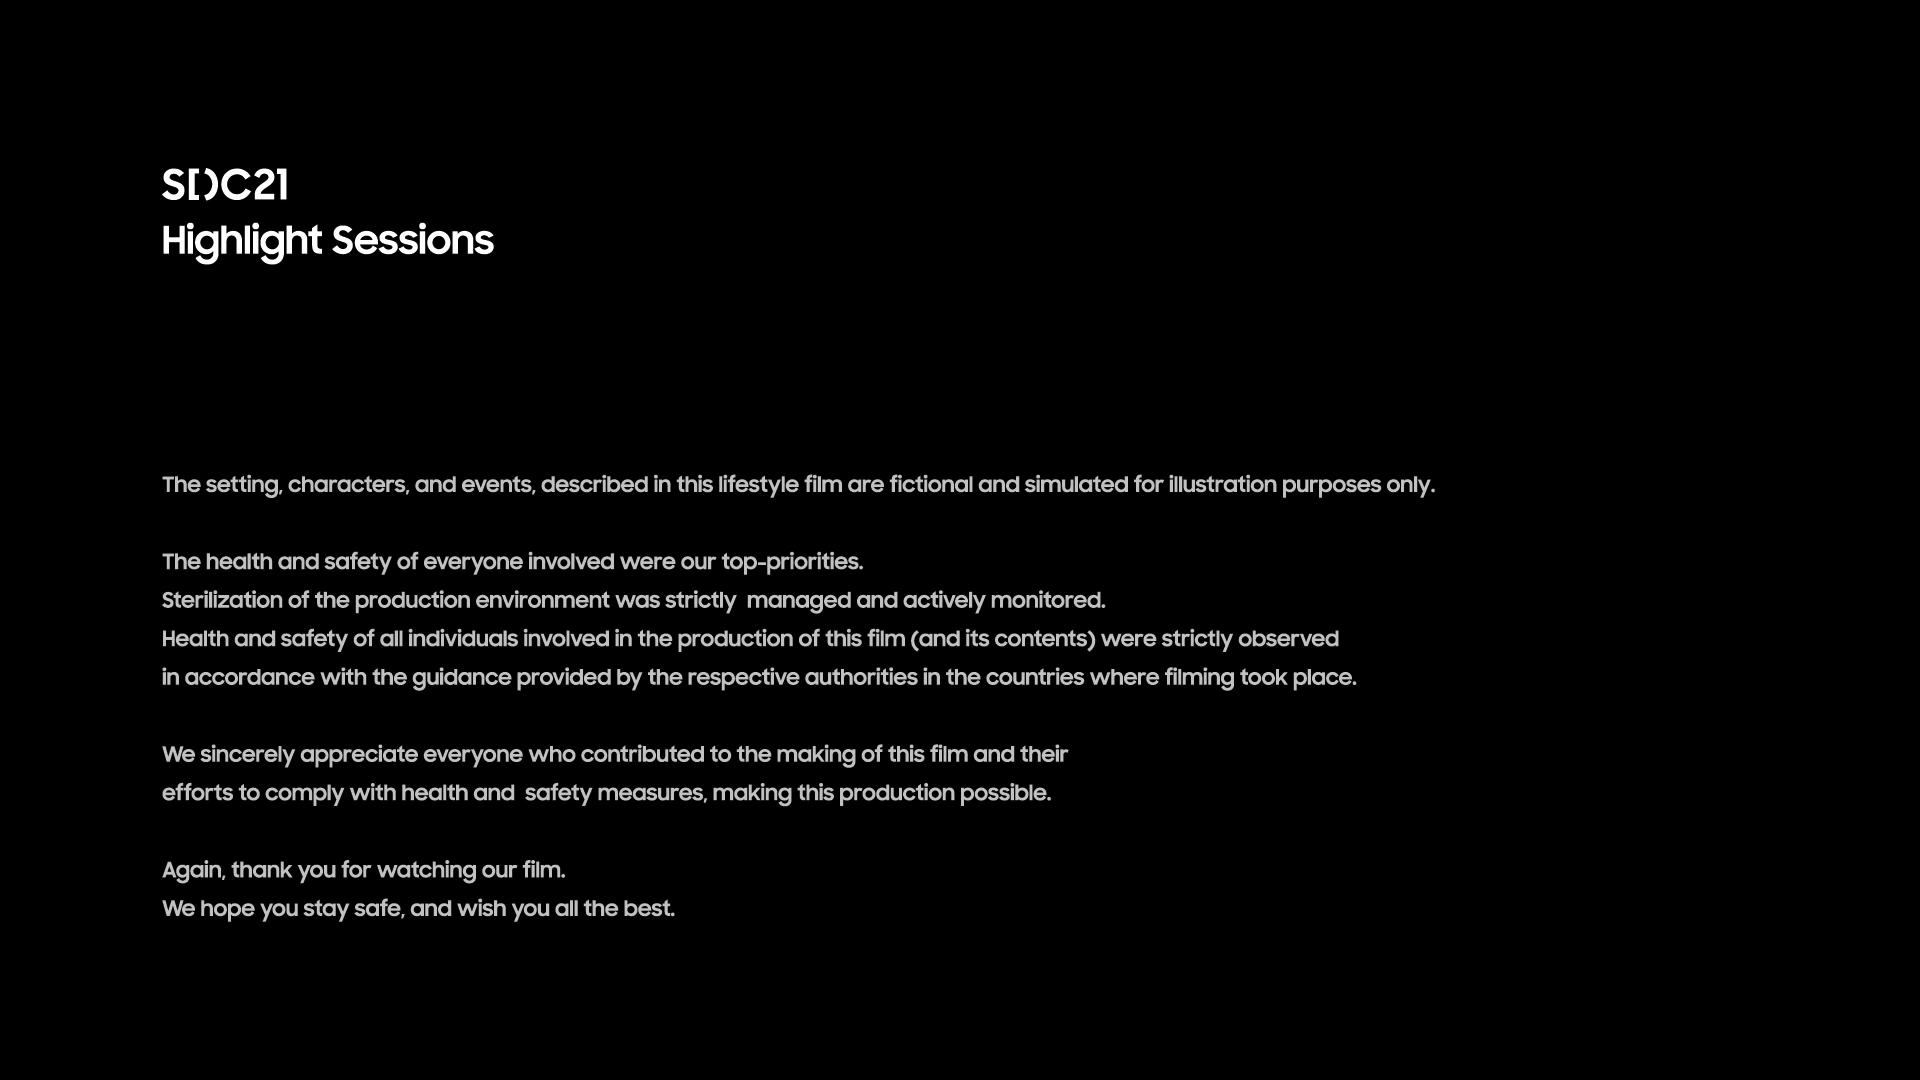 SDC21
Highlight Sessions
The setting, characters, and events, described in this lifestyle film are fictional and simulated for illustration purposes only.
The health and safety of everyone involved were our top-priorities.
Sterilization of the production environment was strictly  managed and actively monitored.
Health and safety of all individuals involved in the production of this film (and its contents) were strictly observed
in accordance with the guidance provided by the respective authorities in the countries where filming took place.
We sincerely appreciate everyone who contributed to the making of this film and their
efforts to comply with health and  safety measures, making this production possible.
Again, thank you for watching our film.
We hope you stay safe, and wish you all the best.